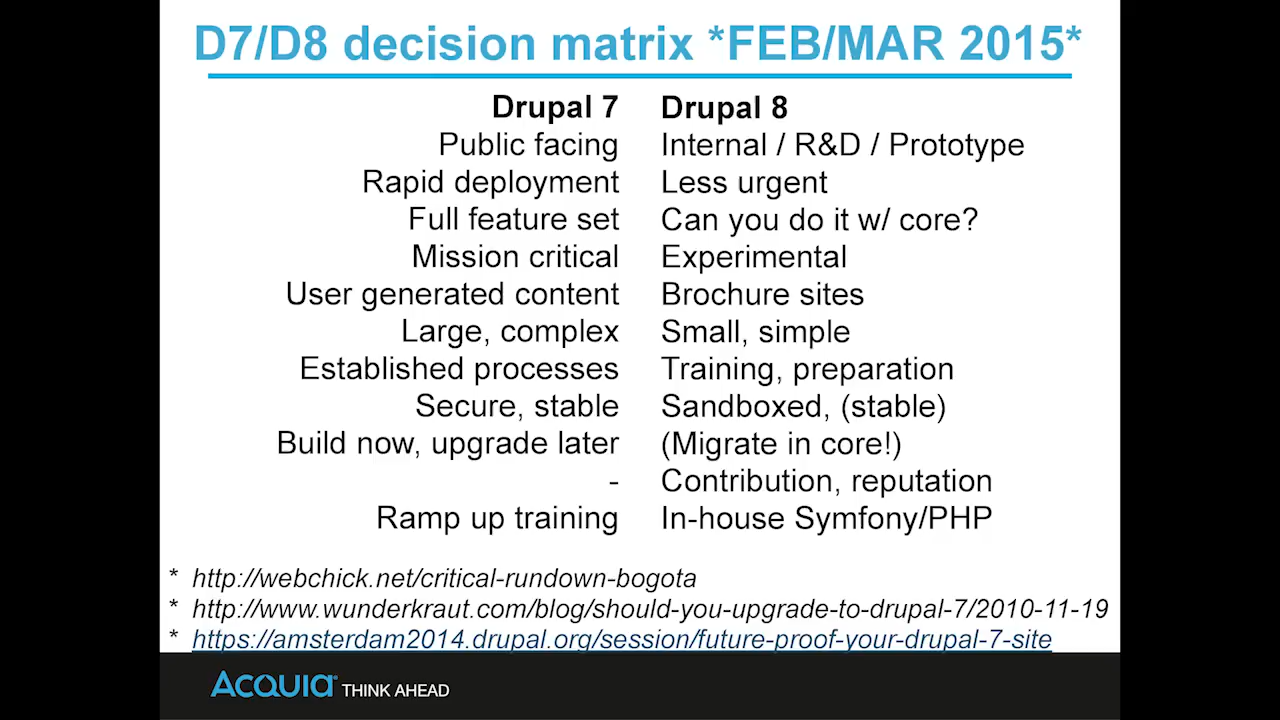 D7/D8 decision matrix *FEB/MAR 2015*
Drupal 7 Drupal 8
Public facing Internal / R&D / Prototype
Rapid deployment Less urgent
Full feature set Can you do it w/ core?
Mission critical Experimental
User generated content Brochure sites
Large, complex Small, simple
Established processes Training, preparation
Secure, stable Sandboxed, (stable)
Build now, upgrade later (Migrate in core!)
- Contribution, reputation
Ramp up training In-house Symfony/PHP
* http://webchick.net/critical-rundown-bogota
* http://www.wunderkraut.com/blog/should-you-upgrade-to-drupal-7/2010-11-19
* https://amsterdam2014.drupal.org/session/future-proof-your-drupal-7-site
ACQUIA THINK AHEAD